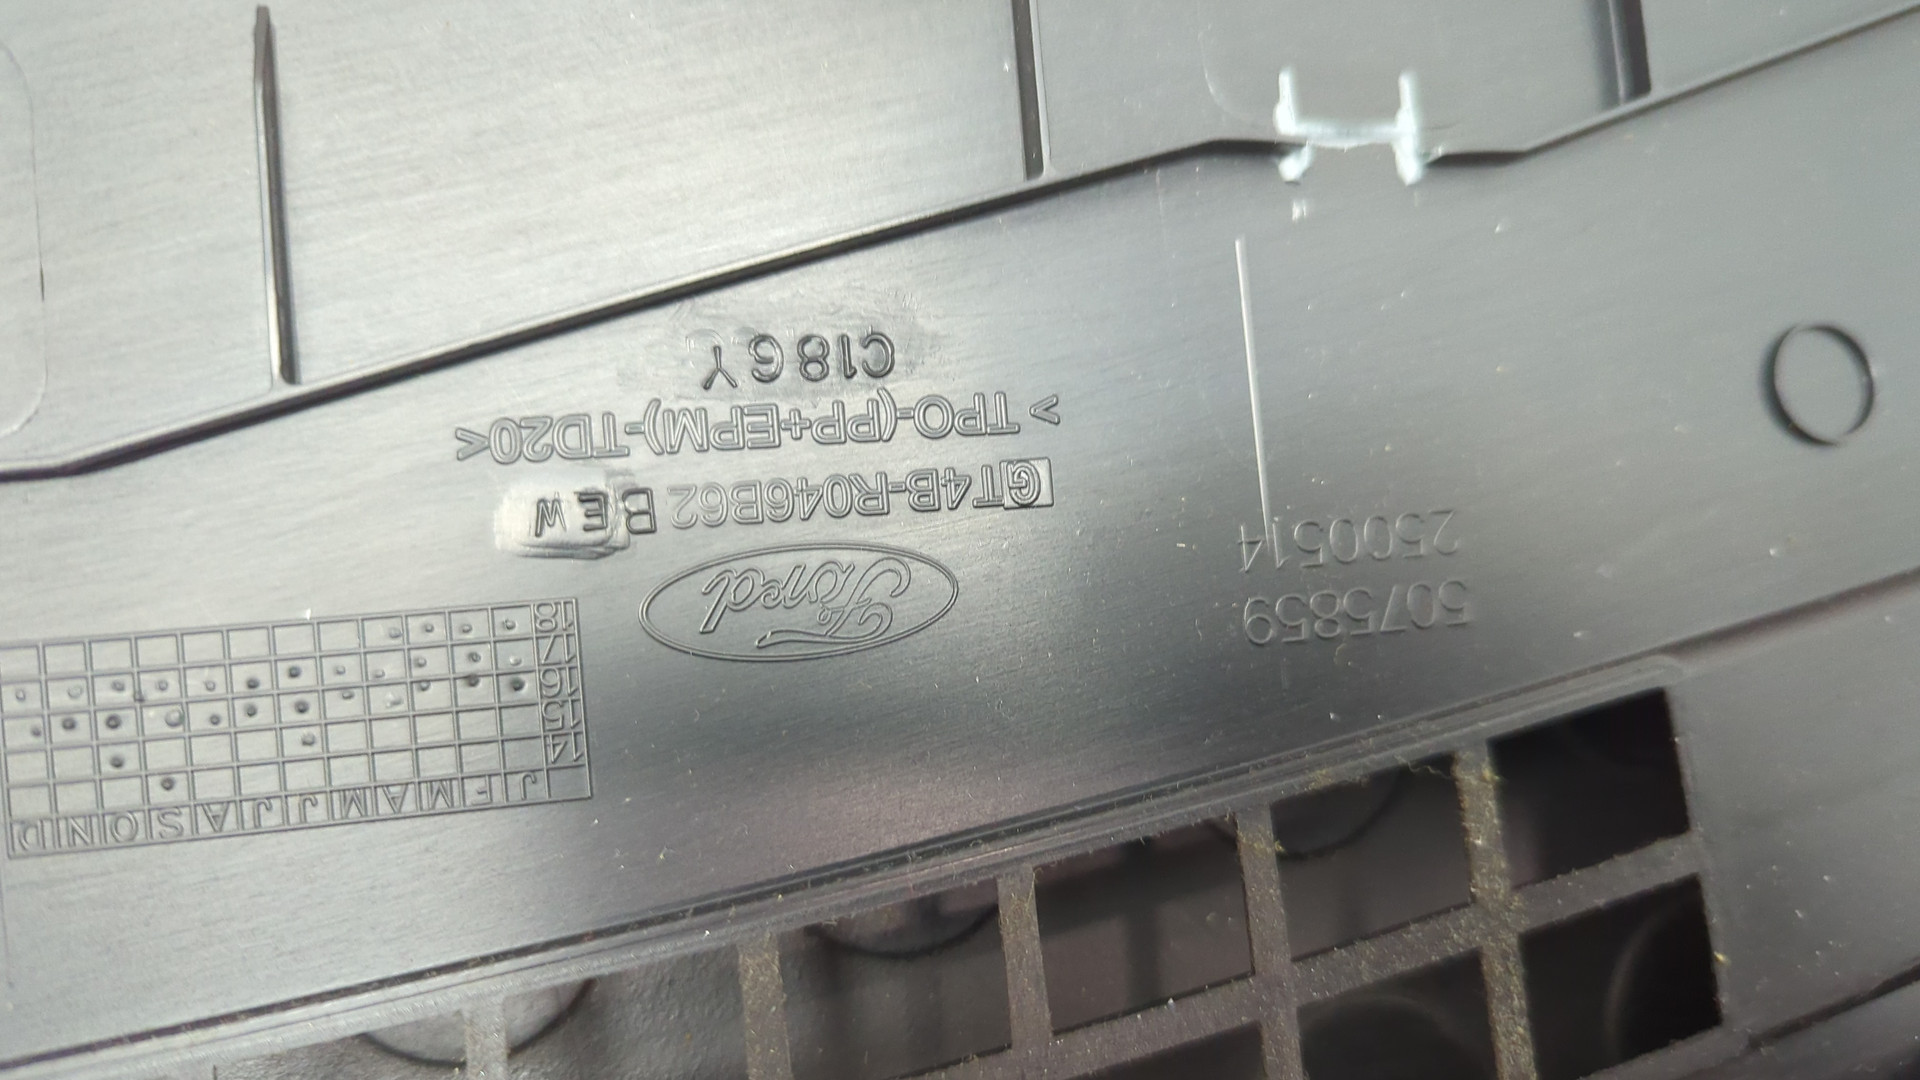 5075859
2500514
Ford
GT4B-R046B62 BEW
>TPO-(PP+EPM)-TD20<
C18GY
J F M A M J J A S O N D
14
15
16
17
18